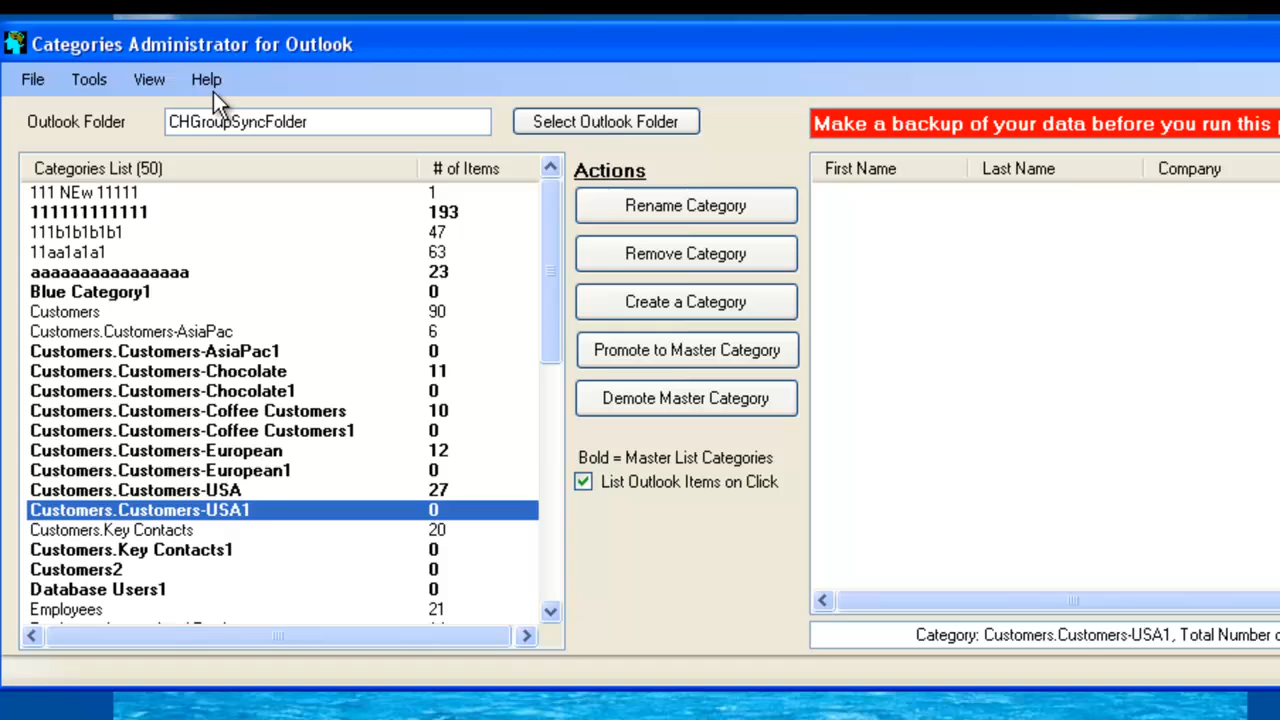 Categories Administrator for Outlook
File Tools View Help
Outlook Folder CHGroupSyncFolder Select Outlook Folder Make a backup of your data before you run this
Categories List (50) # of Items
111 NEw 11111 1
111111111111 193
111b1b1b1b1 47
11aa1a1a1 63
aaaaaaaaaaaaaaaa 23
Blue Category1 0
Customers 90
Customers.Customers-AsiaPac 6
Customers.Customers-AsiaPac1 0
Customers.Customers-Chocolate 11
Customers.Customers-Chocolate1 0
Customers.Customers-Coffee Customers 10
Customers.Customers-Coffee Customers1 0
Customers.Customers-European 12
Customers.Customers-European1 0
Customers.Customers-USA 27
Customers.Customers-USA1 0
Customers.Key Contacts 20
Customers.Key Contacts1 0
Customers2 0
Database Users1 0
Employees 21
Actions
Rename Category
Remove Category
Create a Category
Promote to Master Category
Demote Master Category
Bold = Master List Categories
List Outlook Items on Click
First Name Last Name Company
Category: Customers.Customers-USA1, Total Number